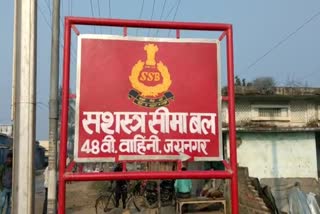 SSB
सशस्त्र सीमा बल
48वीं, वाहिनी, जयनगर